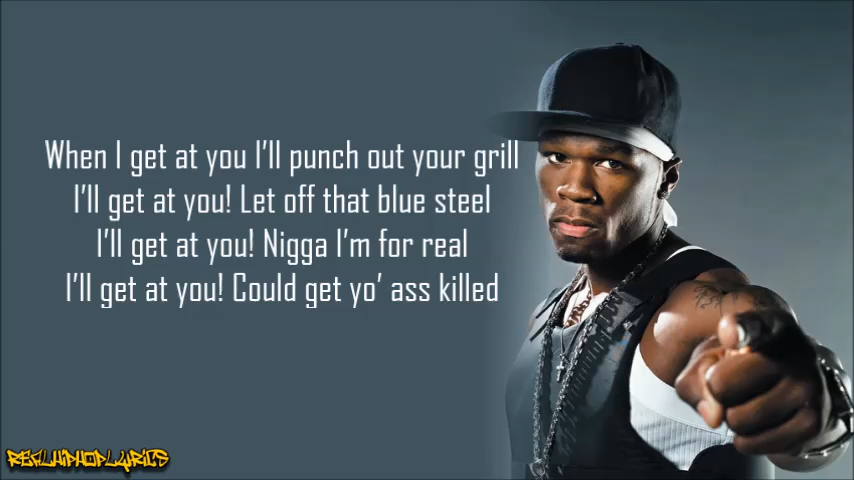 When I get at you I'll punch out your grill
I'll get at you! Let off that blue steel
I'll get at you! Nigga I'm for real
I'll get at you! Could get yo' ass killed
REALHIPHOPLYRICS